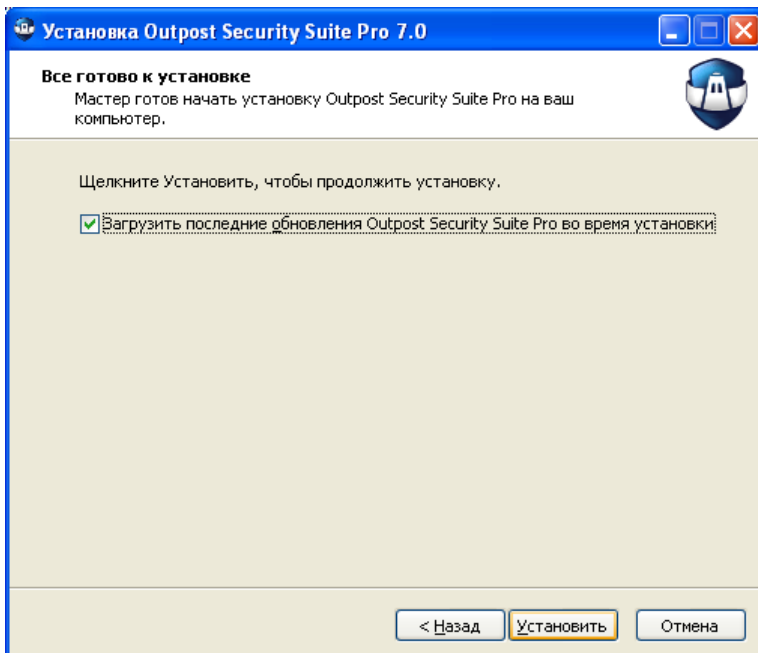 Установка Outpost Security Suite Pro 7.0
Все готово к установке
Мастер готов начать установку Outpost Security Suite Pro на ваш
компьютер.
Щелкните Установить, чтобы продолжить установку.
Загрузить последние обновления Outpost Security Suite Pro во время установки
< Назад
Установить
Отмена